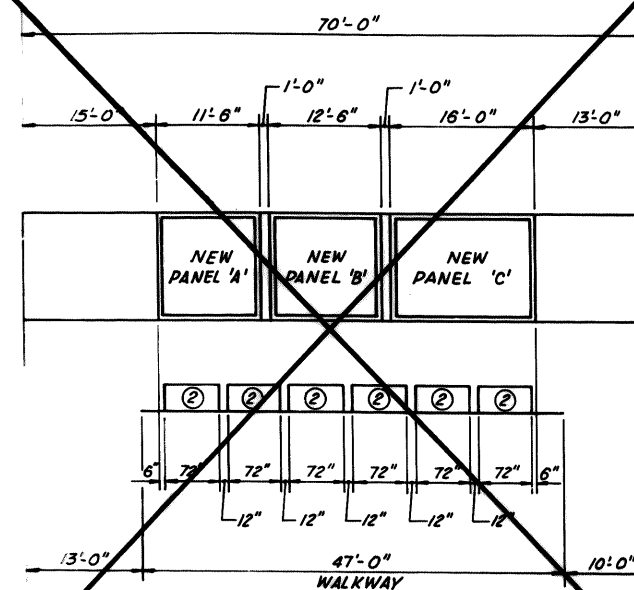 70'-0"
1'-0" 1'-0"
15'-0" 11'-6" 12'-6" 16'-0" 13'-0"
NEW PANEL 'A'
NEW PANEL 'B'
NEW PANEL 'C'
2 2 2 2 2 2
6" 72" 72" 72" 72" 72" 72" 6"
12" 12" 12" 12" 12"
13'-0" 47'-0" 10'-0"
WALKWAY